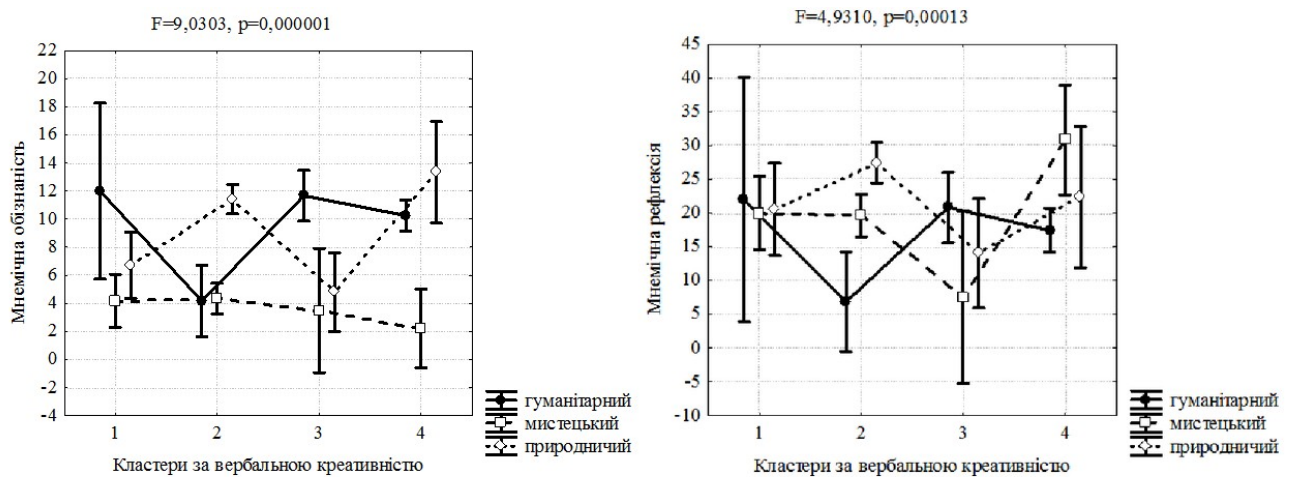 F=9,0303, p=0,000001
Мнемічна обізнаність
22
20
18
16
14
12
10
8
6
4
2
0
-2
-4
1 2 3 4
Кластери за вербальною креативністю
гуманітарний
мистецький
природничий
F=4,9310, p=0,00013
Мнемічна рефлексія
45
40
35
30
25
20
15
10
5
0
-5
-10
1 2 3 4
Кластери за вербальною креативністю
гуманітарний
мистецький
природничий